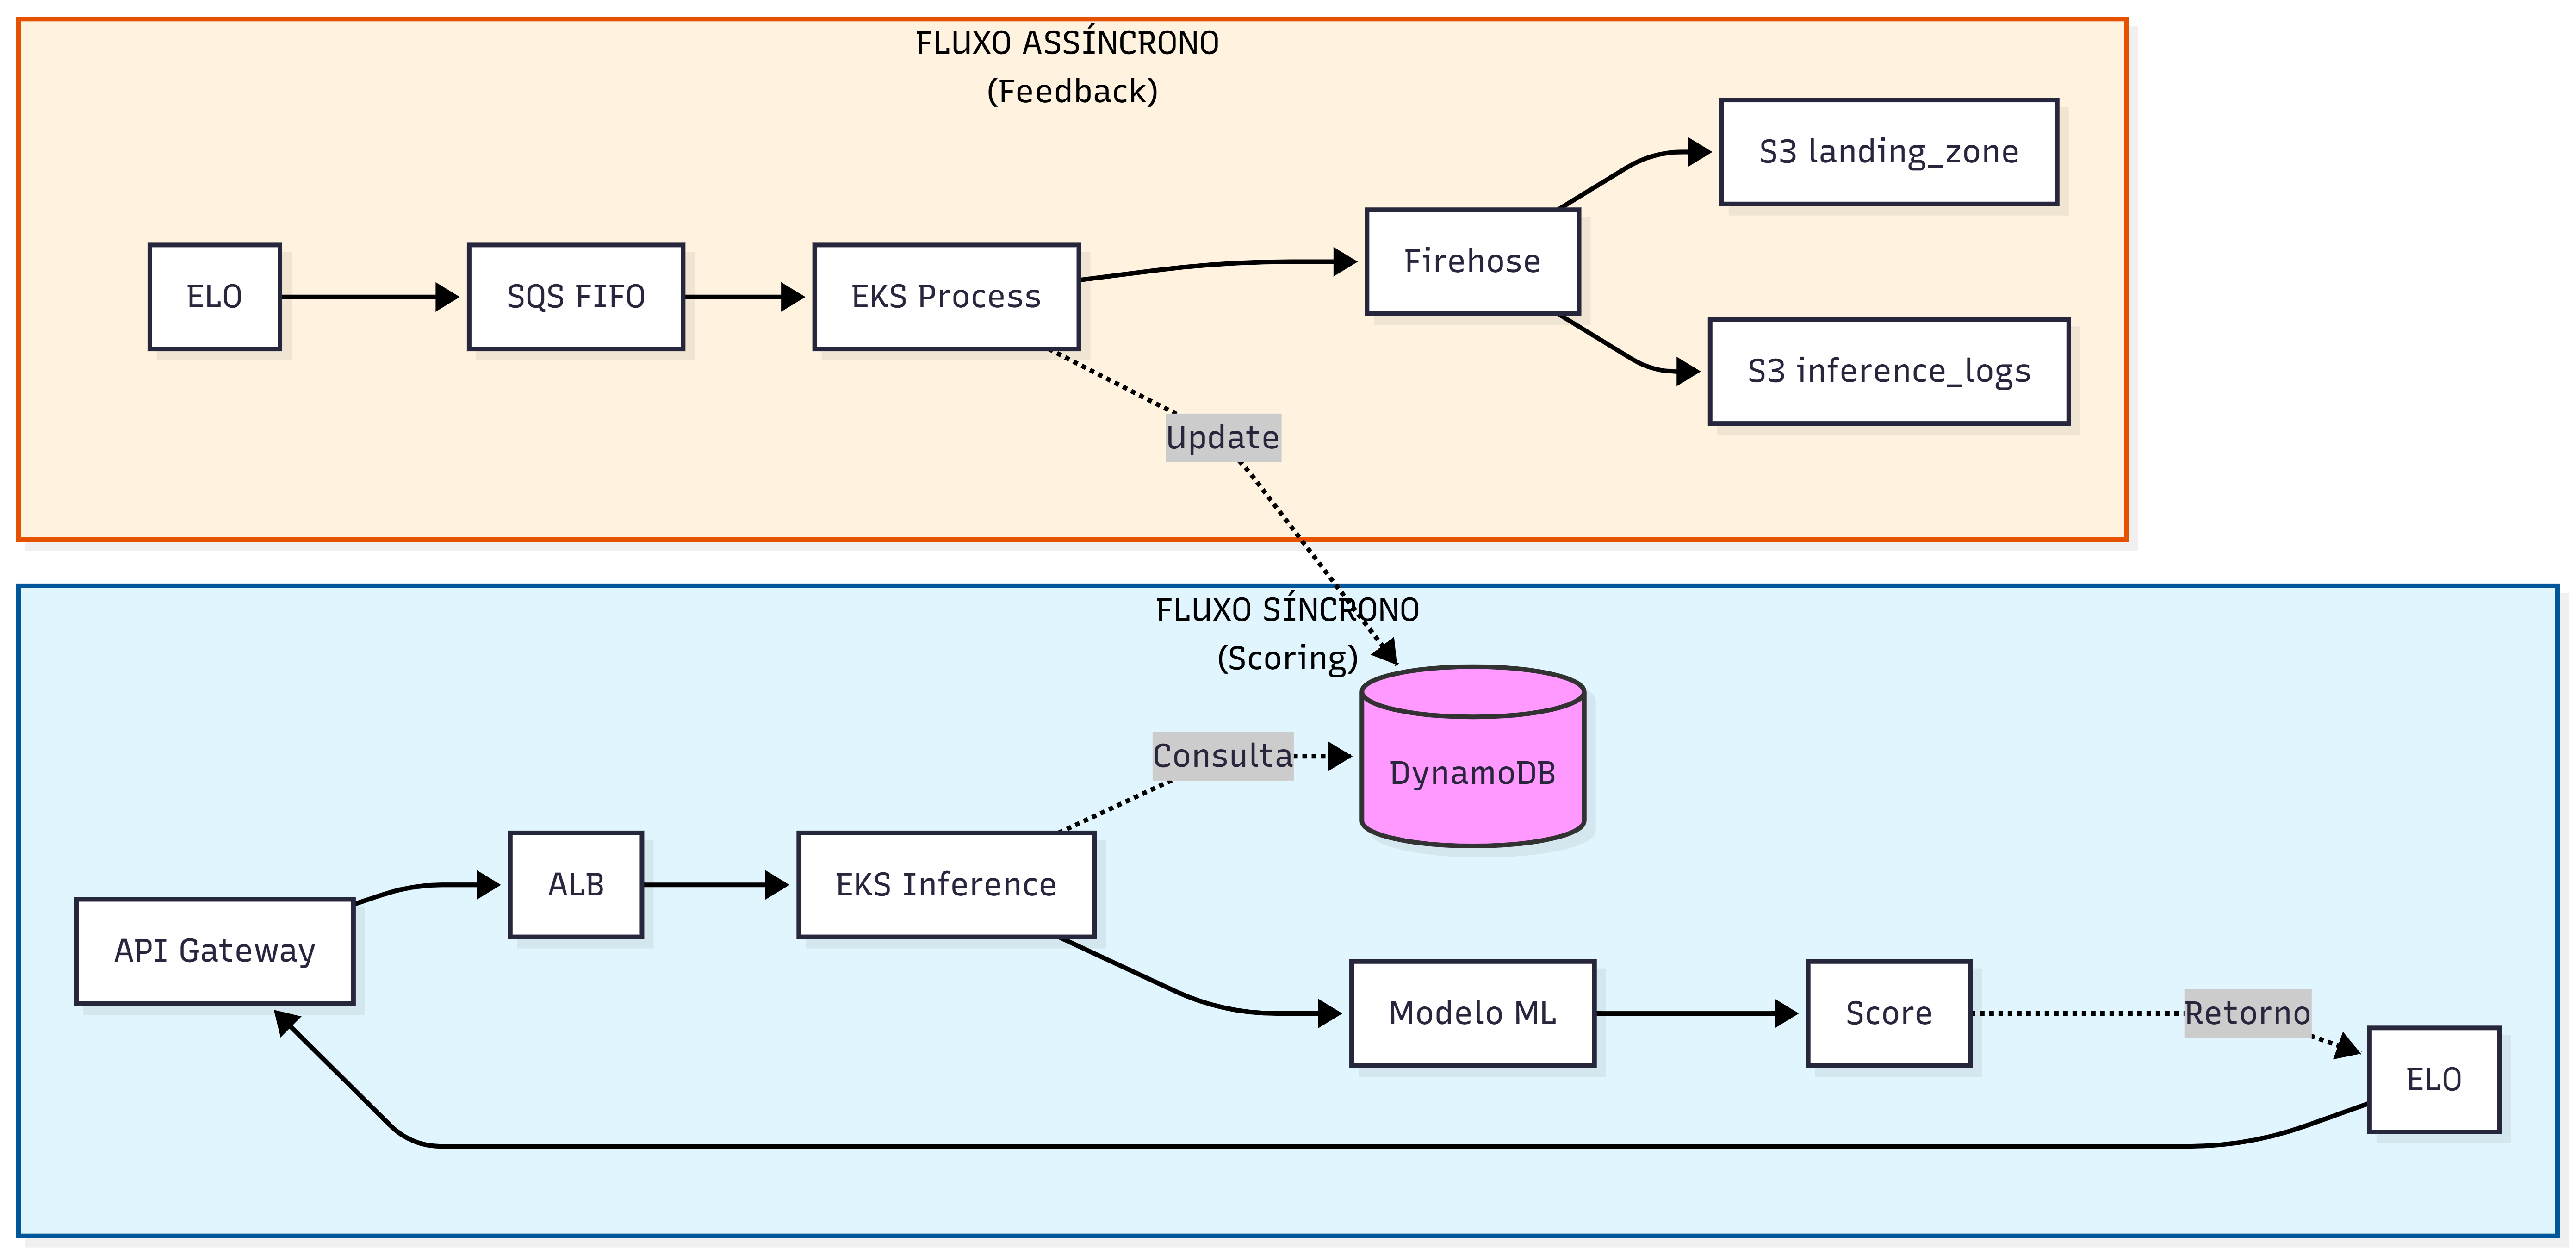 FLUXO ASSÍNCRONO
(Feedback)
S3 landing_zone
ELO
SQS FIFO
EKS Process
Firehose
S3 inference_logs
Update
FLUXO SÍNCRONO
(Scoring)
Consulta
DynamoDB
API Gateway
ALB
EKS Inference
Modelo ML
Score
Retorno
ELO